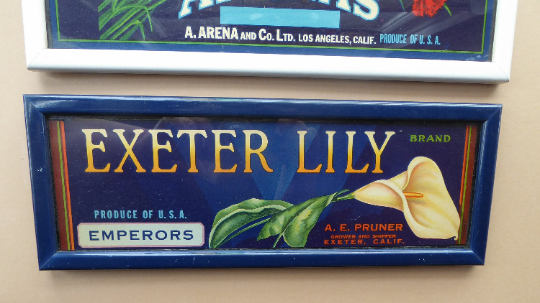 A. ARENA AND CO. LTD. LOS ANGELES, CALIF. PRODUCE OF U. S. A.
EXETER LILY BRAND
PRODUCE OF U. S. A.
EMPERORS
A. E. PRUNER
GROWER AND SHIPPER
EXETER, CALIF.